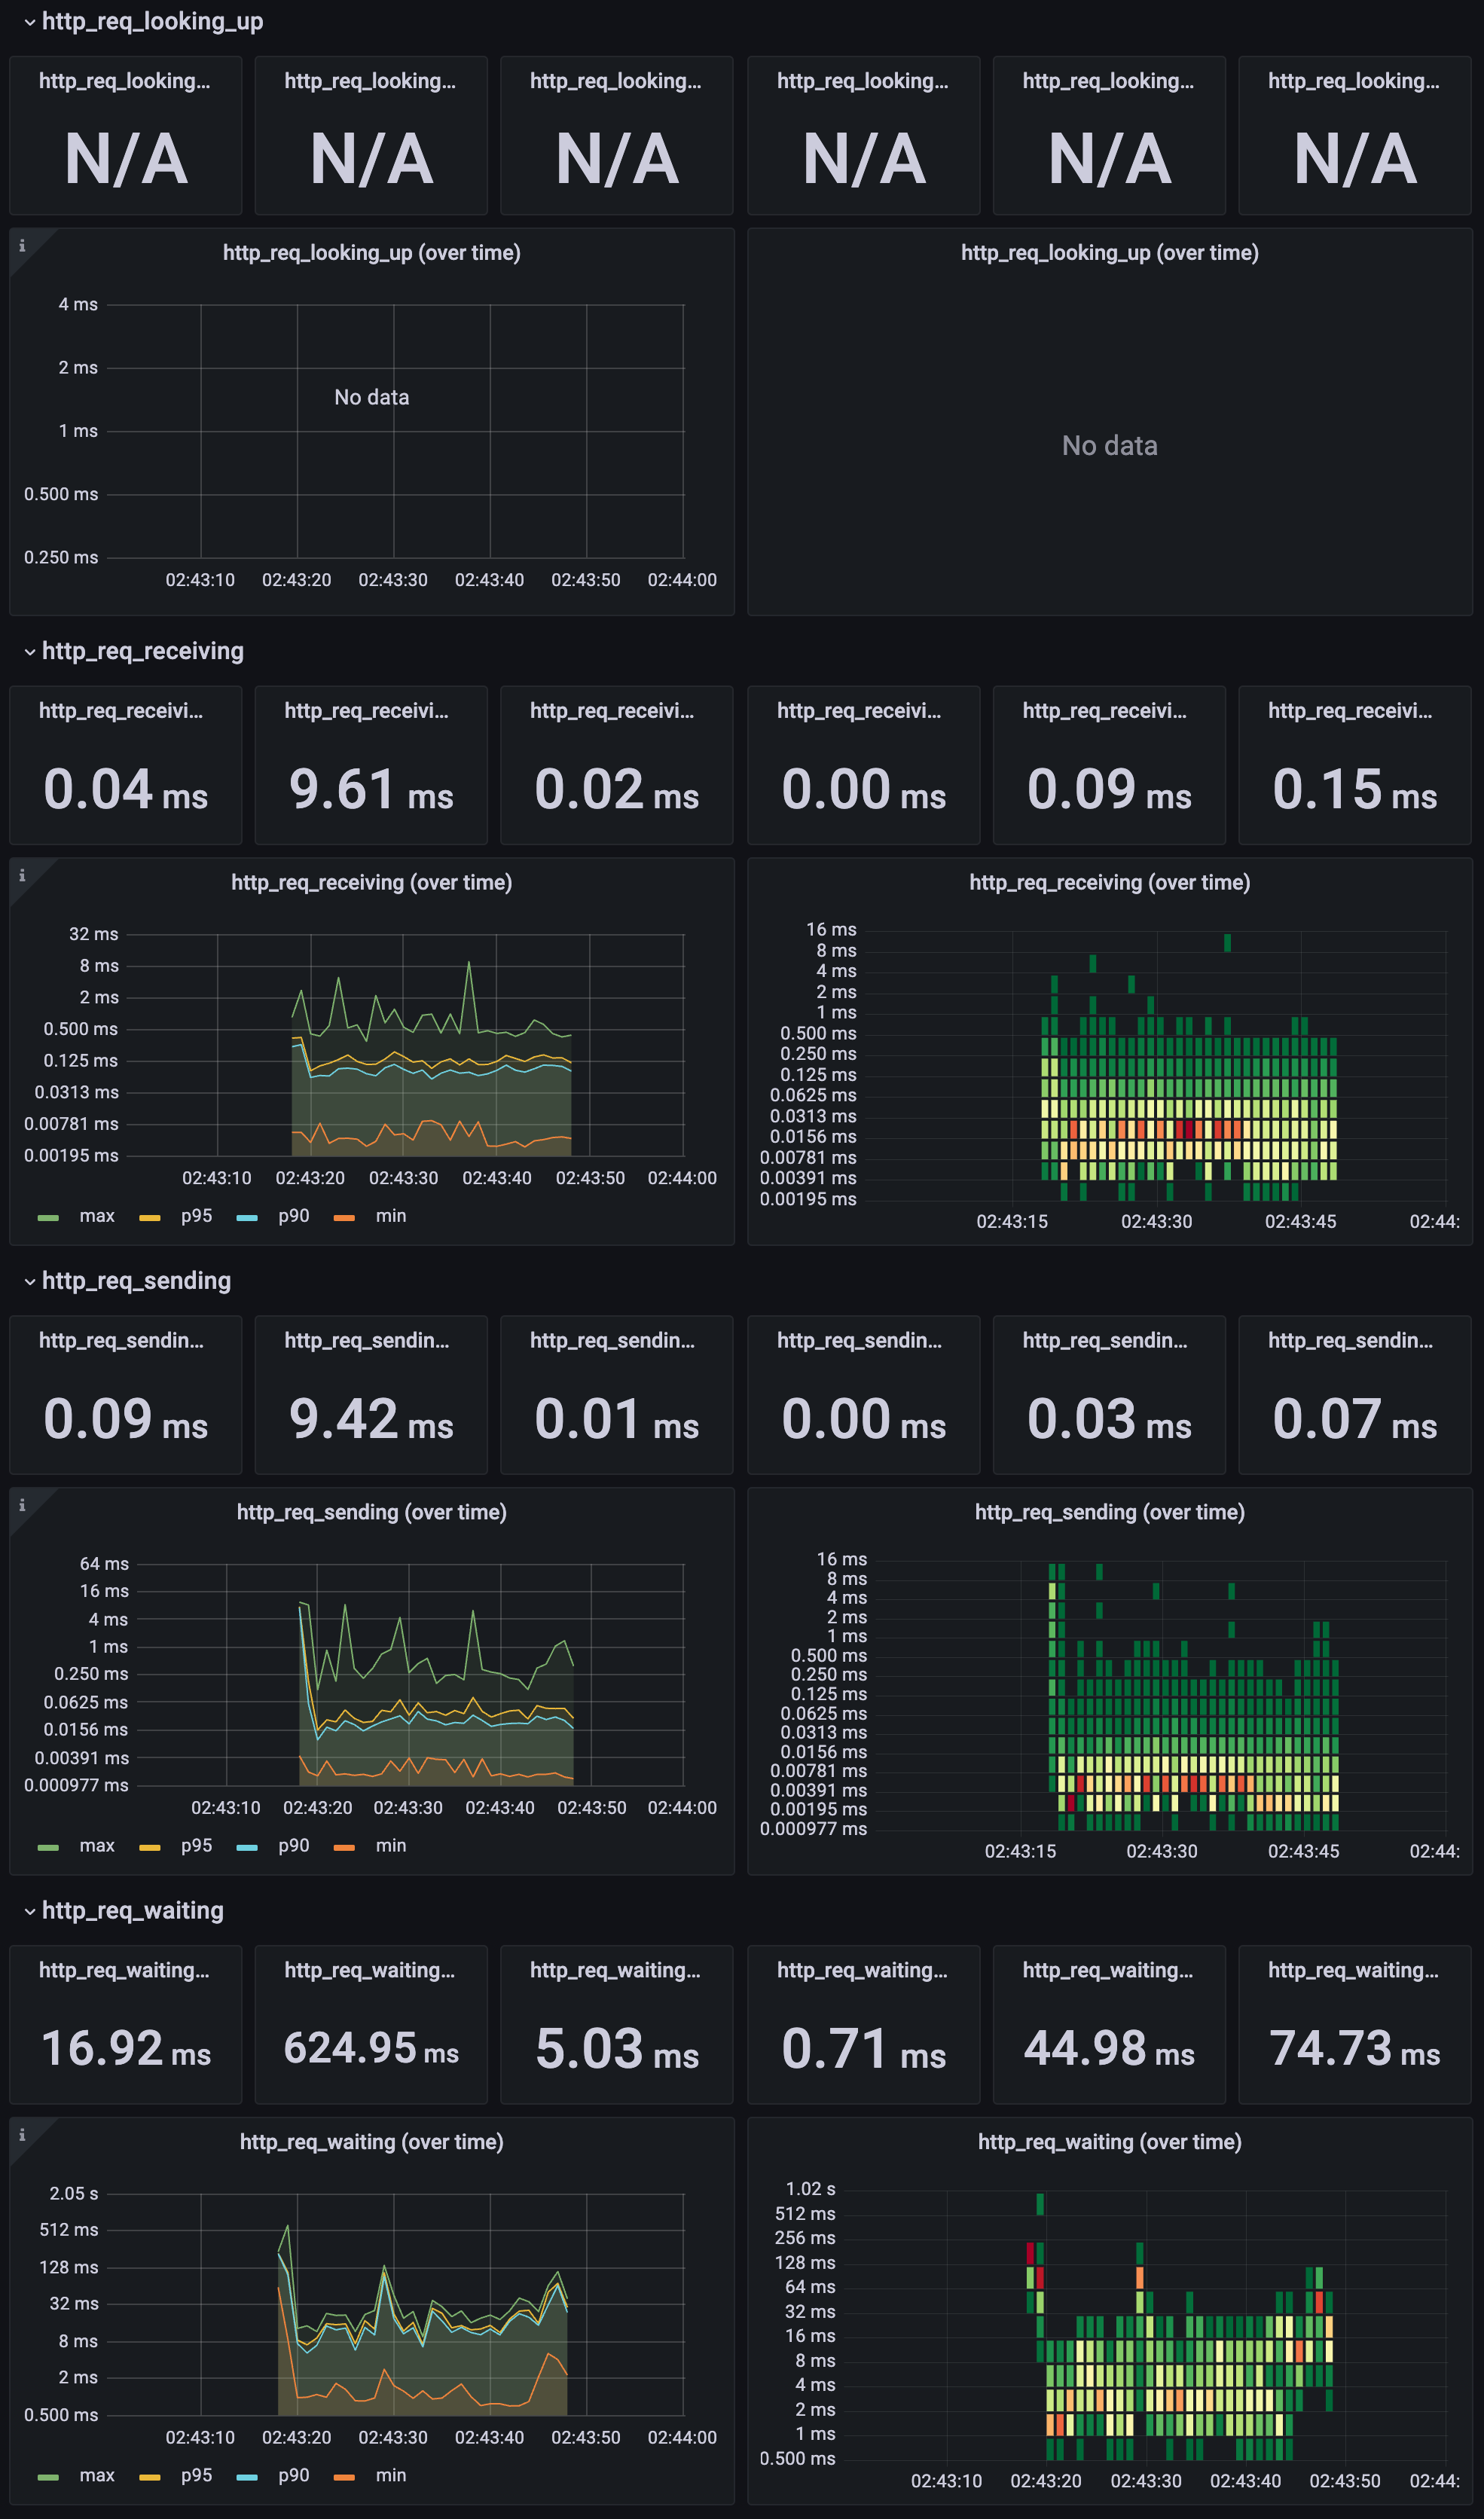 http_req_looking_up
http_req_looking... http_req_looking... http_req_looking... http_req_looking... http_req_looking... http_req_looking...
N/A N/A N/A N/A N/A N/A
i
http_req_looking_up (over time)
4 ms
2 ms
1 ms
0.500 ms
0.250 ms
No data
02:43:10 02:43:20 02:43:30 02:43:40 02:43:50 02:44:00
http_req_looking_up (over time)
No data
http_req_receiving
http_req_receivi... http_req_receivi... http_req_receivi... http_req_receivi... http_req_receivi... http_req_receivi...
0.04 ms 9.61 ms 0.02 ms 0.00 ms 0.09 ms 0.15 ms
i
http_req_receiving (over time)
32 ms
8 ms
2 ms
0.500 ms
0.125 ms
0.0313 ms
0.00781 ms
0.00195 ms
02:43:10 02:43:20 02:43:30 02:43:40 02:43:50 02:44:00
max p95 p90 min
http_req_receiving (over time)
16 ms
8 ms
4 ms
2 ms
1 ms
0.500 ms
0.250 ms
0.125 ms
0.0625 ms
0.0313 ms
0.0156 ms
0.00781 ms
0.00391 ms
0.00195 ms
02:43:15 02:43:30 02:43:45 02:44:
http_req_sending
http_req_sendin... http_req_sendin... http_req_sendin... http_req_sendin... http_req_sendin... http_req_sendin...
0.09 ms 9.42 ms 0.01 ms 0.00 ms 0.03 ms 0.07 ms
i
http_req_sending (over time)
64 ms
16 ms
4 ms
1 ms
0.250 ms
0.0625 ms
0.0156 ms
0.00391 ms
0.000977 ms
02:43:10 02:43:20 02:43:30 02:43:40 02:43:50 02:44:00
max p95 p90 min
http_req_sending (over time)
16 ms
8 ms
4 ms
2 ms
1 ms
0.500 ms
0.250 ms
0.125 ms
0.0625 ms
0.0313 ms
0.0156 ms
0.00781 ms
0.00391 ms
0.00195 ms
0.000977 ms
02:43:15 02:43:30 02:43:45 02:44:
http_req_waiting
http_req_waiting... http_req_waiting... http_req_waiting... http_req_waiting... http_req_waiting... http_req_waiting...
16.92 ms 624.95 ms 5.03 ms 0.71 ms 44.98 ms 74.73 ms
i
http_req_waiting (over time)
2.05 s
512 ms
128 ms
32 ms
8 ms
2 ms
0.500 ms
02:43:10 02:43:20 02:43:30 02:43:40 02:43:50 02:44:00
max p95 p90 min
http_req_waiting (over time)
1.02 s
512 ms
256 ms
128 ms
64 ms
32 ms
16 ms
8 ms
4 ms
2 ms
1 ms
0.500 ms
02:43:10 02:43:20 02:43:30 02:43:40 02:43:50 02:44: